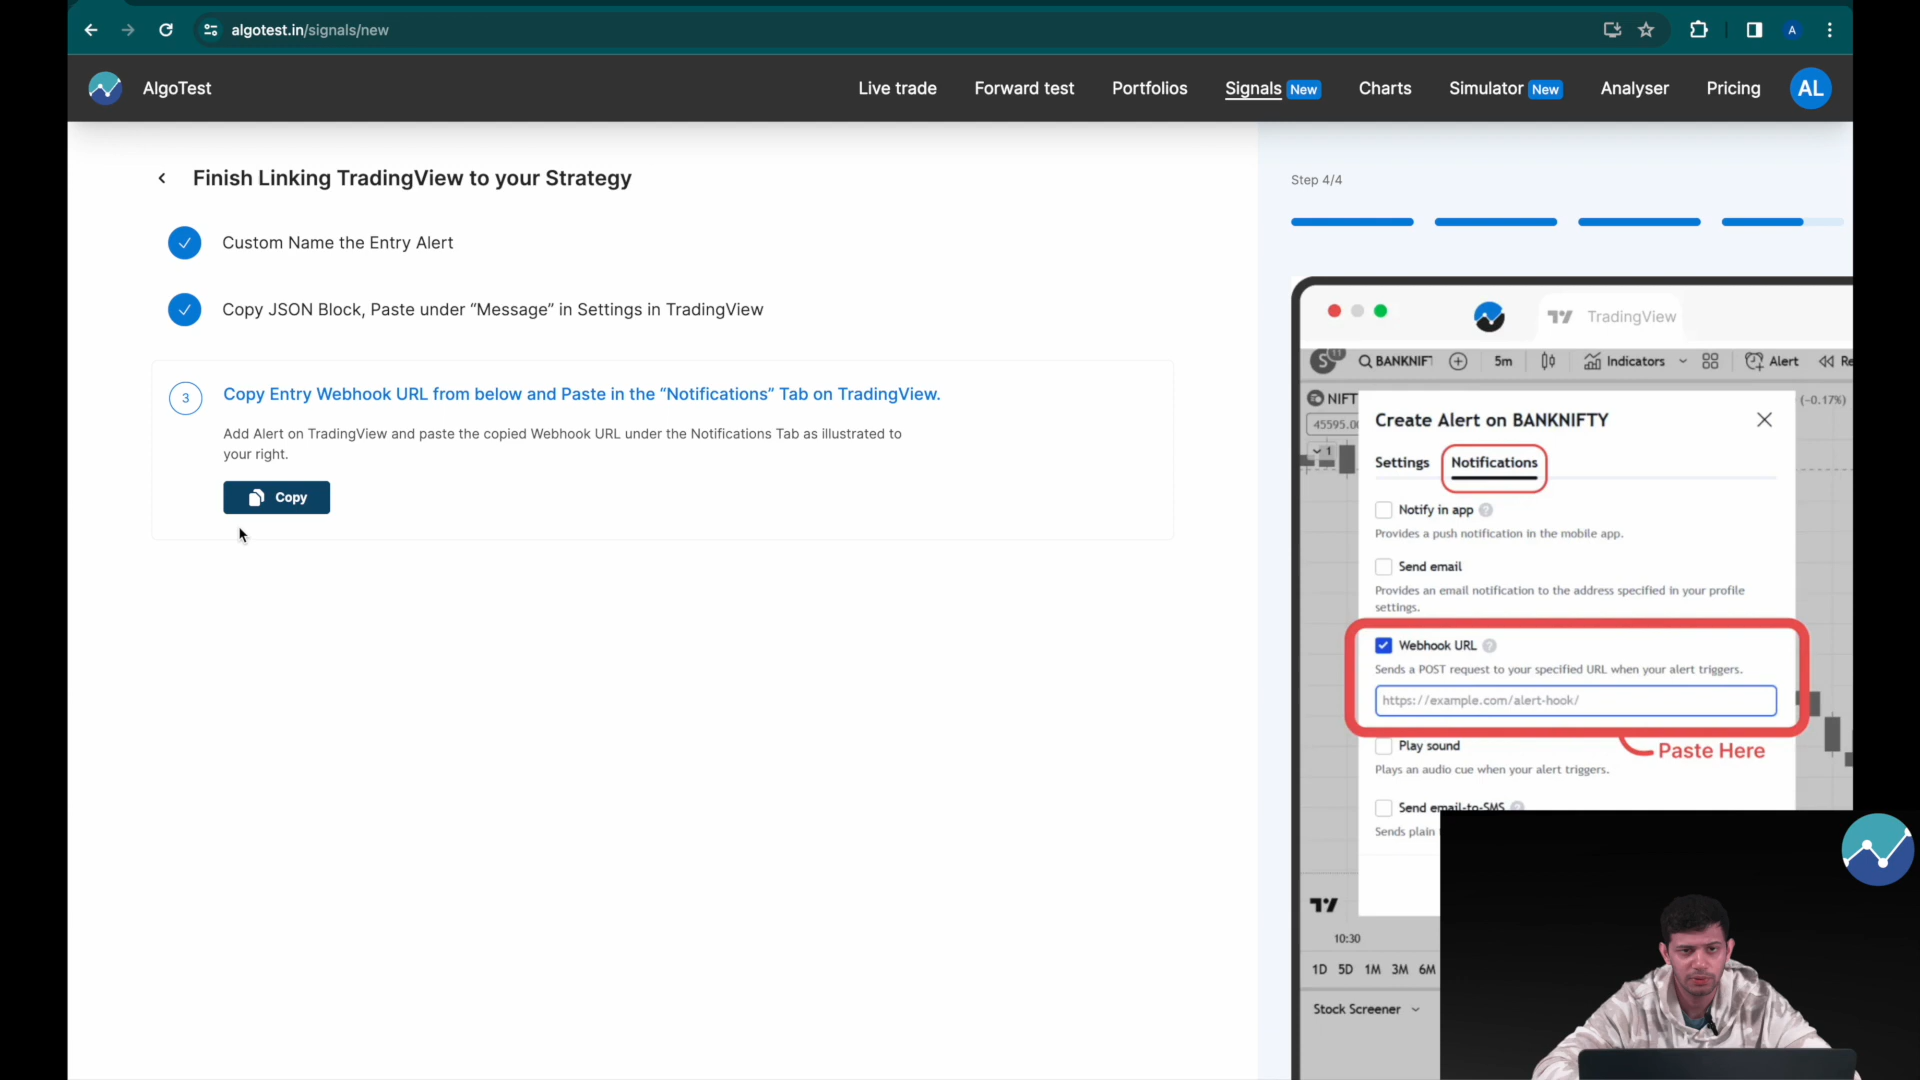 algotest.in/signals/new
A
AlgoTest
Live trade
Forward test
Portfolios
Signals New
Charts
Simulator New
Analyser
Pricing
AL
Finish Linking TradingView to your Strategy
Custom Name the Entry Alert
Copy JSON Block, Paste under “Message” in Settings in TradingView
3
Copy Entry Webhook URL from below and Paste in the “Notifications” Tab on TradingView.
Add Alert on TradingView and paste the copied Webhook URL under the Notifications Tab as illustrated to
your right.
Copy
Step 4/4
TradingView
S 11 BANKNIF 5m Indicators Alert Re
NIFT
(-0.17%)
45595.0
1
Create Alert on BANKNIFTY
Settings Notifications
Notify in app ?
Provides a push notification in the mobile app.
Send email
Provides an email notification to the address specified in your profile
settings.
Webhook URL ?
Sends a POST request to your specified URL when your alert triggers.
https://example.com/alert-hook/
Paste Here
Play sound
Plays an audio cue when your alert triggers.
Send email-to-SMS ?
Sends plain
10:30
1D 5D 1M 3M 6M
Stock Screener